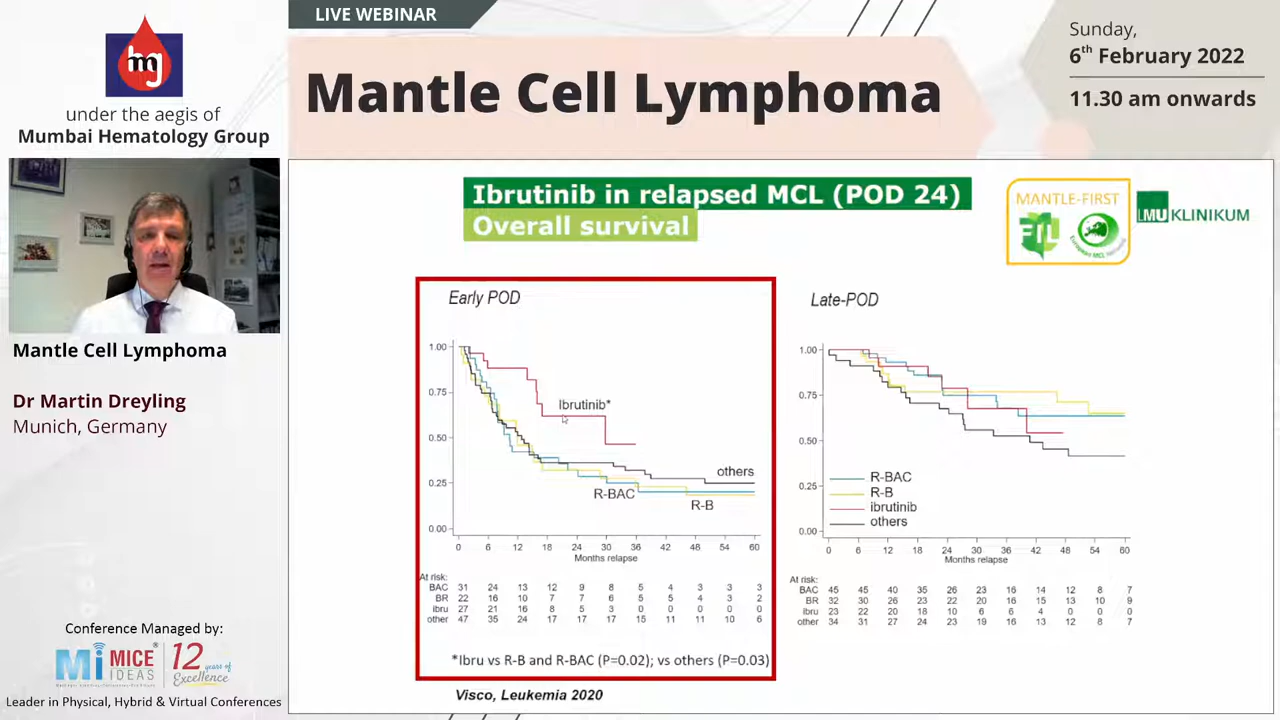 LIVE WEBINAR
Mantle Cell Lymphoma
Sunday,
6th February 2022
11.30 am onwards
hg
under the aegis of
Mumbai Hematology Group
Mantle Cell Lymphoma
Dr Martin Dreyling
Munich, Germany
Conference Managed by:
Mi MICE IDEAS
12 years of Excellence
Leader in Physical, Hybrid & Virtual Conferences
Ibrutinib in relapsed MCL (POD 24)
Overall survival
MANTLE-FIRST
FIL
European MCL Network
LMU KLINIKUM
Early POD
1.00
0.75
0.50
0.25
0.00
Ibrutinib*
others
R-BAC
R-B
0 6 12 18 24 30 36 42 48 54 60
Months relapse
At risk:
BAC 31 24 13 12 9 8 5 4 3 3 3
BR 22 16 10 7 7 6 5 5 4 3 2
ibru 27 21 16 8 5 3 0 0 0 0 0
other 47 35 24 17 17 17 15 11 11 10 6
*Ibru vs R-B and R-BAC (P=0.02); vs others (P=0.03)
Late-POD
1.00
0.75
0.50
0.25
0.00
R-BAC
R-B
ibrutinib
others
0 6 12 18 24 30 36 42 48 54 60
Months relapse
At risk:
BAC 45 45 40 35 26 23 16 14 12 8 7
BR 32 30 26 23 22 20 16 15 13 10 9
ibru 23 22 20 18 10 6 6 4 0 0 0
other 34 31 27 24 23 19 16 13 12 8 7
Visco, Leukemia 2020